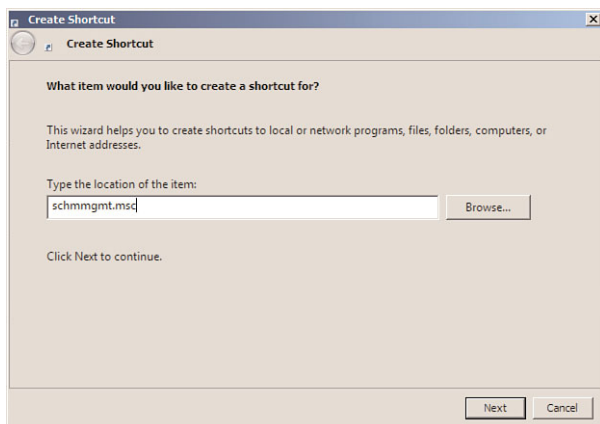 Create Shortcut
Create Shortcut
What item would you like to create a shortcut for?
This wizard helps you to create shortcuts to local or network programs, files, folders, computers, or
Internet addresses.
Type the location of the item:
schmmgmt.msc
Browse...
Click Next to continue.
Next
Cancel